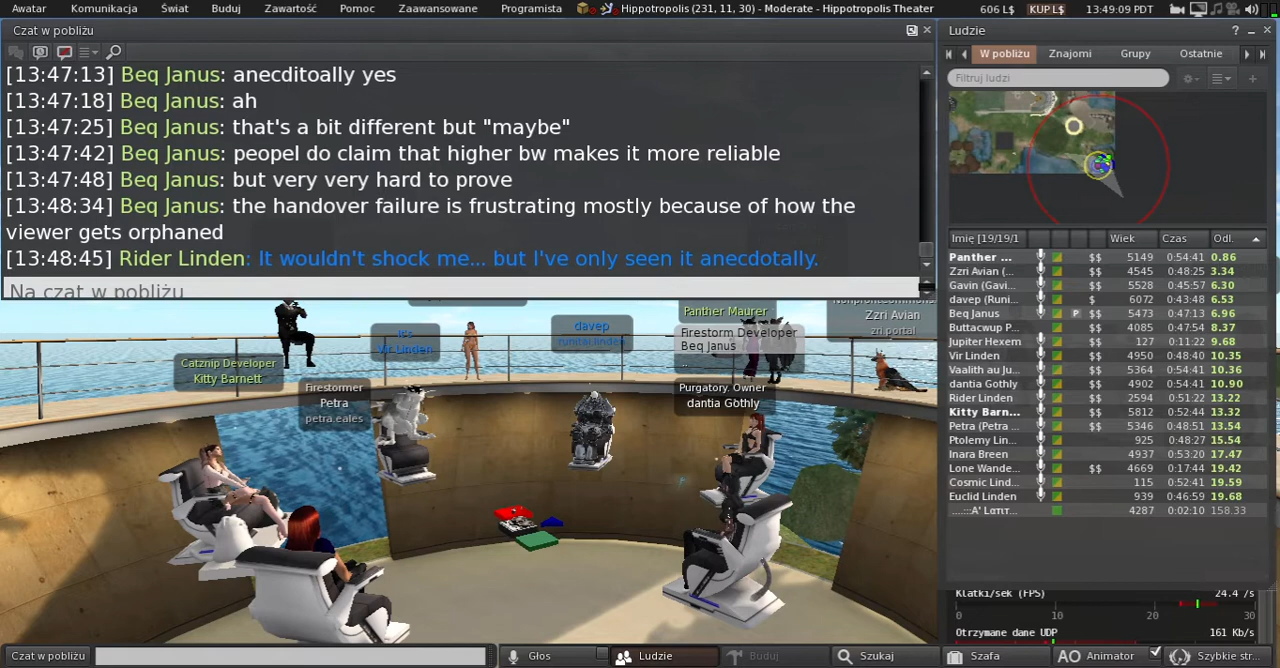 Awatar Komunikacja Świat Buduj Zawartość Pomoc Zaawansowane Programista Hippotropolis (231, 11, 30) - Moderate - Hippotropolis Theater 606 L$ KUP L$ 13:49:09 PDT
Czat w pobliżu
[13:47:13] Beq Janus: anecditoally yes
[13:47:18] Beq Janus: ah
[13:47:25] Beq Janus: that's a bit different but "maybe"
[13:47:42] Beq Janus: peopel do claim that higher bw makes it more reliable
[13:47:48] Beq Janus: but very very hard to prove
[13:48:34] Beq Janus: the handover failure is frustrating mostly because of how the
viewer gets orphaned
[13:48:45] Rider Linden: It wouldn't shock me... but I've only seen it anecdotally.
Na czat w pobliżu
Catznip Developer
Kitty Barnett
Firestormer
Petra
petra.eales
It's
Vir Linden
davep
runitai.linden
Panther Maurer
Firestorm Developer
Beq Janus
Purgatory. Owner
dantia Gothly
Zzri Avian
zri portal
Ludzie
W pobliżu Znajomi Grupy Ostatnie
Filtruj ludzi
Imię [19/19/1 Wiek Czas Odl.
Panther ... $$ 5149 0:54:41 0.86
Zzri Avian (... $$ 4545 0:48:25 3.34
Gavin (Gavi... $$ 5528 0:45:57 6.30
davep (Runi... $ 6072 0:43:48 6.53
Beq Janus P $$ 5473 0:47:13 6.96
Buttacwup P... $$ 4085 0:47:54 8.37
Jupiter Hexem $$ 127 0:11:22 9.68
Vir Linden $$ 4950 0:48:40 10.35
Vaalith au Ju... $$ 5364 0:54:41 10.36
dantia Gothly $$ 4902 0:54:41 10.90
Rider Linden $$ 2594 0:51:22 13.22
Kitty Barn... $$ 5812 0:52:44 13.32
Petra (Petra ... $$ 5346 0:48:51 13.54
Ptolemy Lin... 925 0:48:27 15.54
Inara Breen 4937 0:53:20 17.47
Lone Wande... $$ 4669 0:17:44 19.42
Cosmic Lind... 115 0:52:41 19.59
Euclid Linden 939 0:46:59 19.68
4287 0:02:10 158.33
Klatki/sek (FPS) 24.4 /s
0 10 20 30
Otrzymane dane UDP 161 Kb/s
Czat w pobliżu Głos Ludzie Buduj Szukaj Szafa AO Animator Szybkie str...